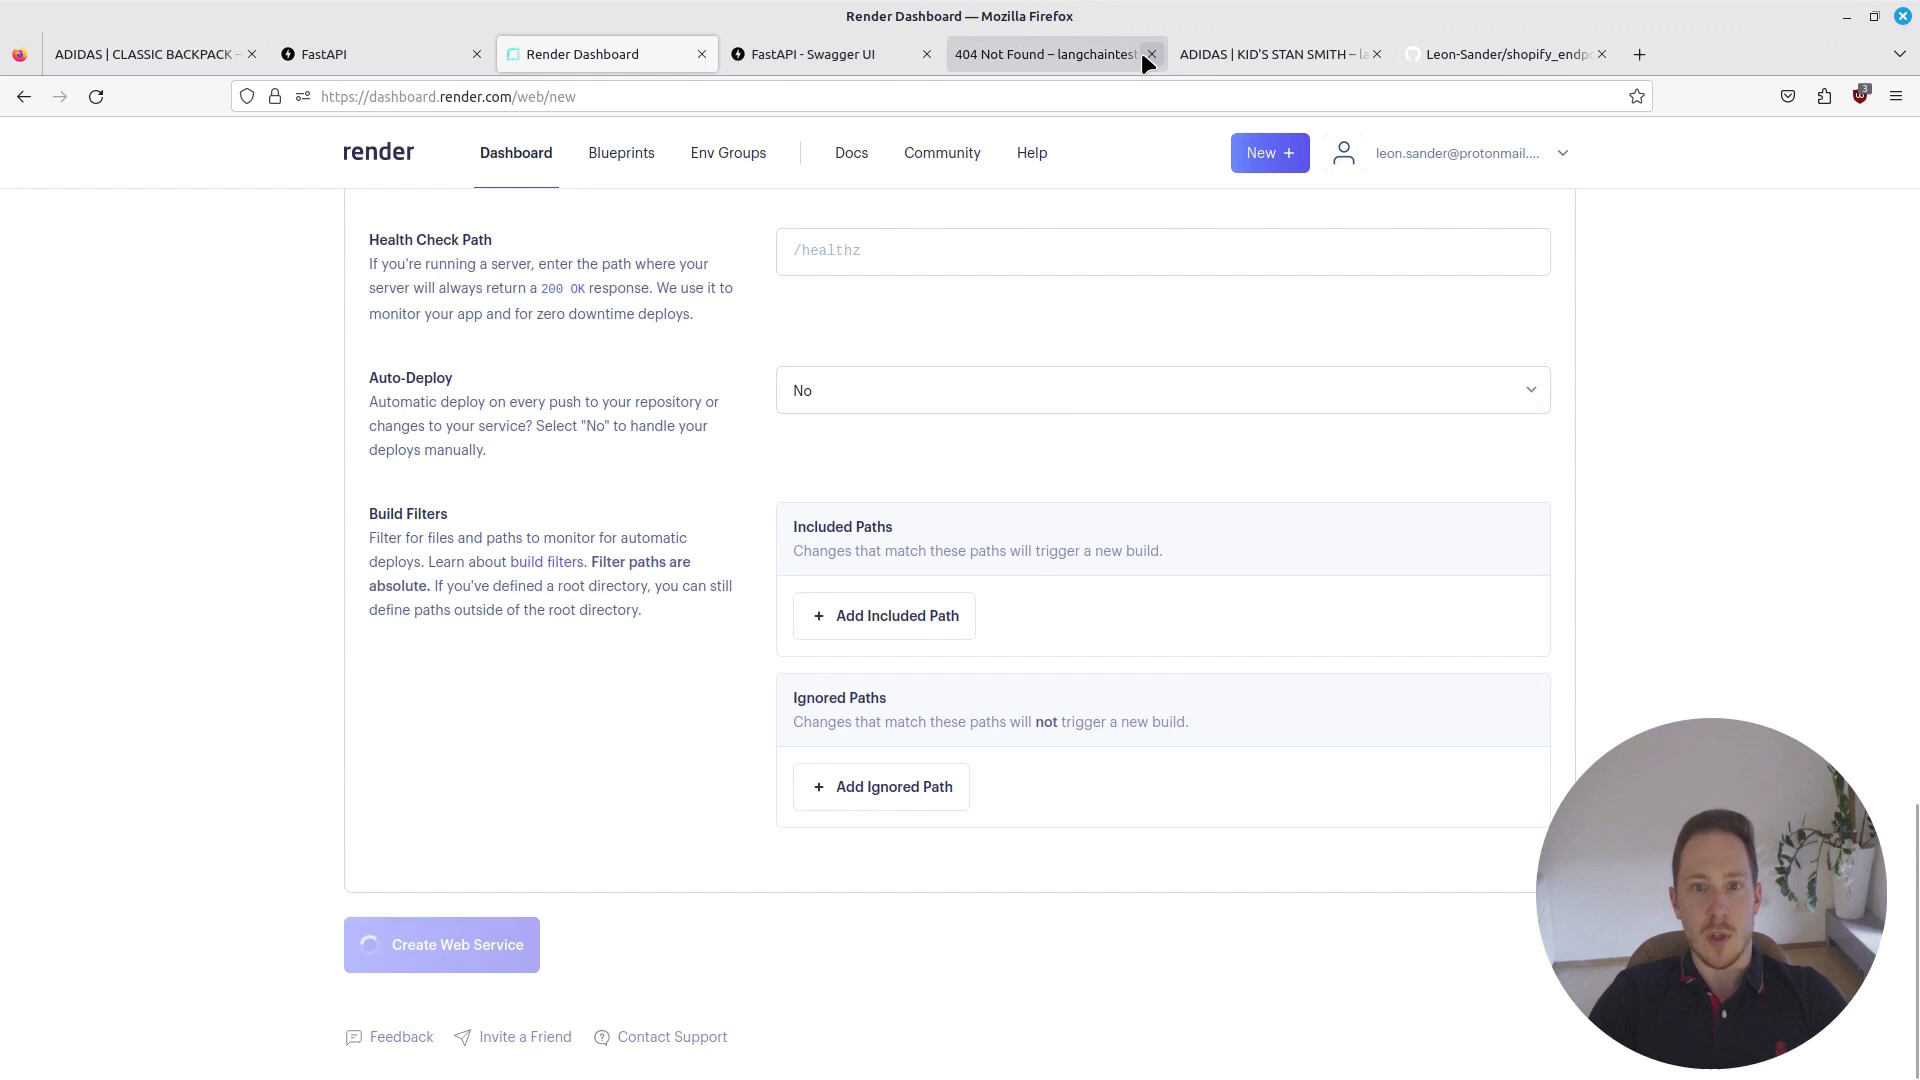 Render Dashboard — Mozilla Firefox
ADIDAS | CLASSIC BACKPACK –
FastAPI
Render Dashboard
FastAPI - Swagger UI
404 Not Found – langchaintest
ADIDAS | KID'S STAN SMITH – la
Leon-Sander/shopify_endpo
https://dashboard.render.com/web/new
3
render
Dashboard
Blueprints
Env Groups
Docs
Community
Help
New +
leon.sander@protonmail....
Health Check Path
If you're running a server, enter the path where your
server will always return a 200 OK response. We use it to
monitor your app and for zero downtime deploys.
/healthz
Auto-Deploy
Automatic deploy on every push to your repository or
changes to your service? Select "No" to handle your
deploys manually.
No
Build Filters
Filter for files and paths to monitor for automatic
deploys. Learn about build filters. Filter paths are
absolute. If you've defined a root directory, you can still
define paths outside of the root directory.
Included Paths
Changes that match these paths will trigger a new build.
+ Add Included Path
Ignored Paths
Changes that match these paths will not trigger a new build.
+ Add Ignored Path
Create Web Service
Feedback
Invite a Friend
Contact Support